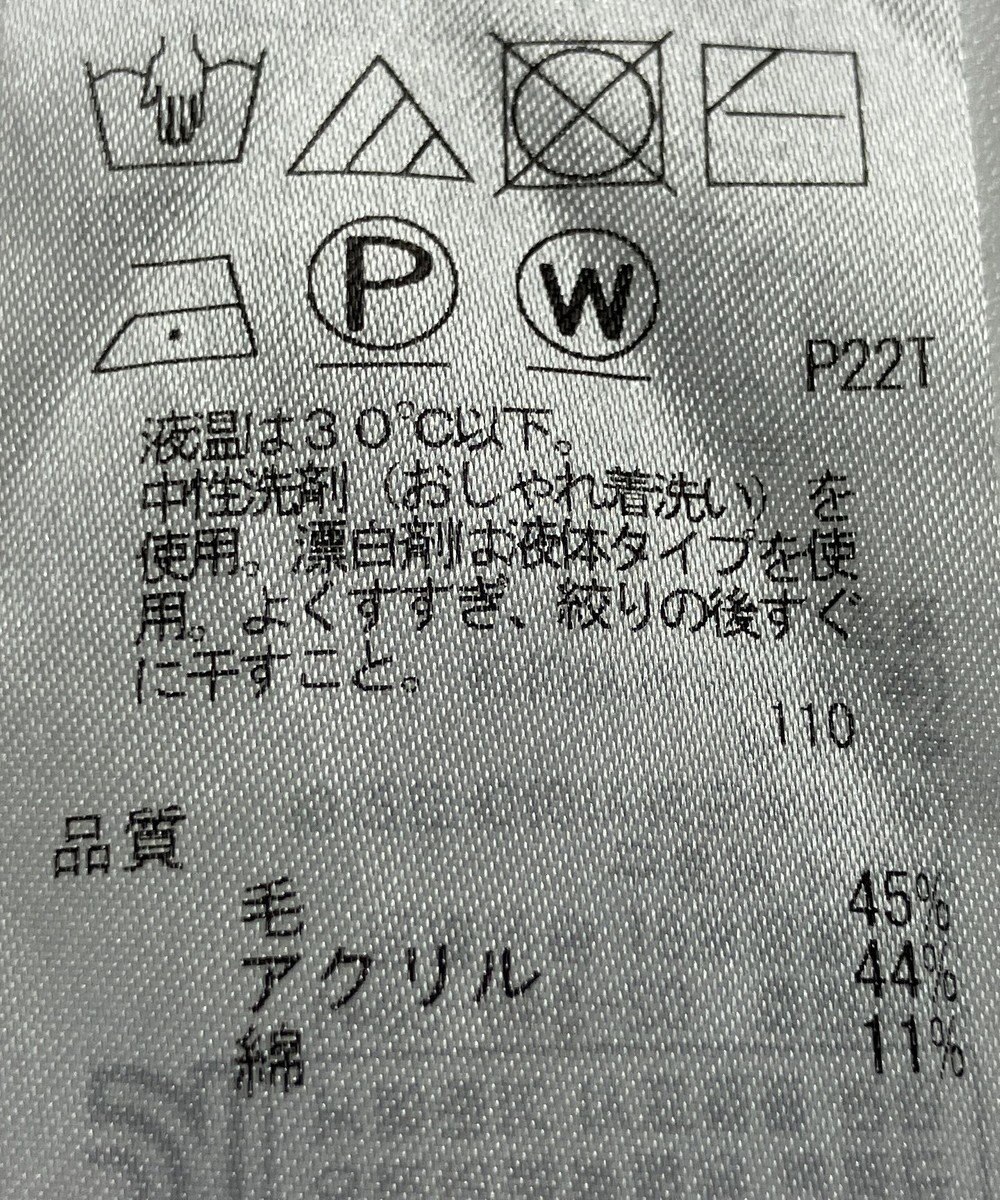 P
W
P22T
液温は30℃以下。
中性洗剤(おしゃれ着洗い)を
使用。漂白剤は液体タイプを使
用。よくすすぎ、絞りの後すぐ
に干すこと。
110
品質
毛 45%
アクリル 44%
綿 11%